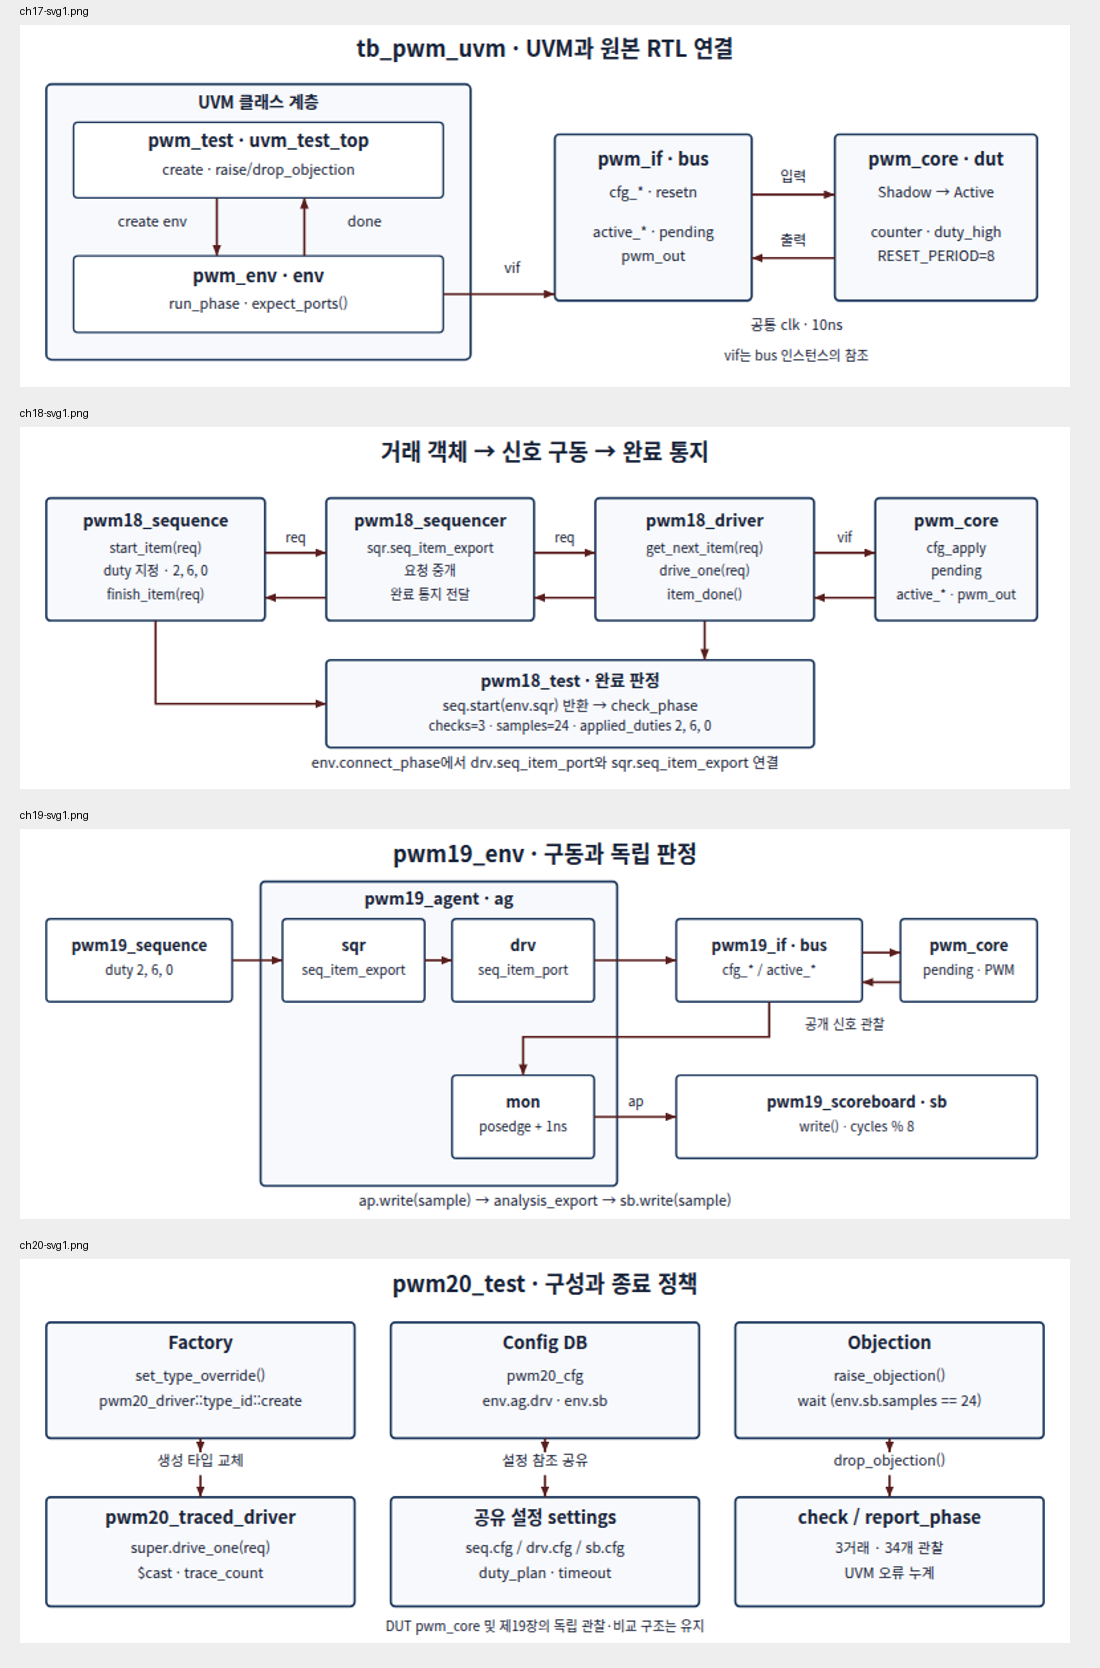 ch17-svg1.png
tb_pwm_uvm · UVM과 원본 RTL 연결
UVM 클래스 계층
pwm_test · uvm_test_top
create · raise/drop_objection
create env
done
pwm_env · env
run_phase · expect_ports()
vif
pwm_if · bus
cfg_* · resetn
active_* · pending
pwm_out
입력
출력
pwm_core · dut
Shadow → Active
counter · duty_high
RESET_PERIOD=8
공통 clk · 10ns
vif는 bus 인스턴스의 참조
ch18-svg1.png
거래 객체 → 신호 구동 → 완료 통지
pwm18_sequence
start_item(req)
duty 지정 · 2, 6, 0
finish_item(req)
req
pwm18_sequencer
sqr.seq_item_export
요청 중개
완료 통지 전달
req
pwm18_driver
get_next_item(req)
drive_one(req)
item_done()
vif
pwm_core
cfg_apply
pending
active_* · pwm_out
pwm18_test · 완료 판정
seq.start(env.sqr) 반환 → check_phase
checks=3 · samples=24 · applied_duties 2, 6, 0
env.connect_phase에서 drv.seq_item_port와 sqr.seq_item_export 연결
ch19-svg1.png
pwm19_env · 구동과 독립 판정
pwm19_agent · ag
pwm19_sequence
duty 2, 6, 0
sqr
seq_item_export
drv
seq_item_port
pwm19_if · bus
cfg_* / active_*
pwm_core
pending · PWM
공개 신호 관찰
mon
posedge + 1ns
ap
pwm19_scoreboard · sb
write() · cycles % 8
ap.write(sample) → analysis_export → sb.write(sample)
ch20-svg1.png
pwm20_test · 구성과 종료 정책
Factory
set_type_override()
pwm20_driver::type_id::create
Config DB
pwm20_cfg
env.ag.drv · env.sb
Objection
raise_objection()
wait (env.sb.samples == 24)
생성 타입 교체
설정 참조 공유
drop_objection()
pwm20_traced_driver
super.drive_one(req)
$cast · trace_count
공유 설정 settings
seq.cfg / drv.cfg / sb.cfg
duty_plan · timeout
check / report_phase
3거래 · 34개 관찰
UVM 오류 누계
DUT pwm_core 및 제19장의 독립 관찰·비교 구조는 유지